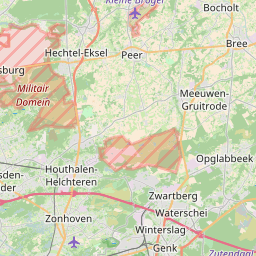 Kleine Brogel
Bocholt
Hechtel-Eksel
Peer
Bree
Militair
Domein
Meeuwen-
Gruitrode
Opglabbeek
Houthalen-
Helchteren
Zwartberg
Waterschei
Zonhoven
Winterslag
Genk
Zutendaal